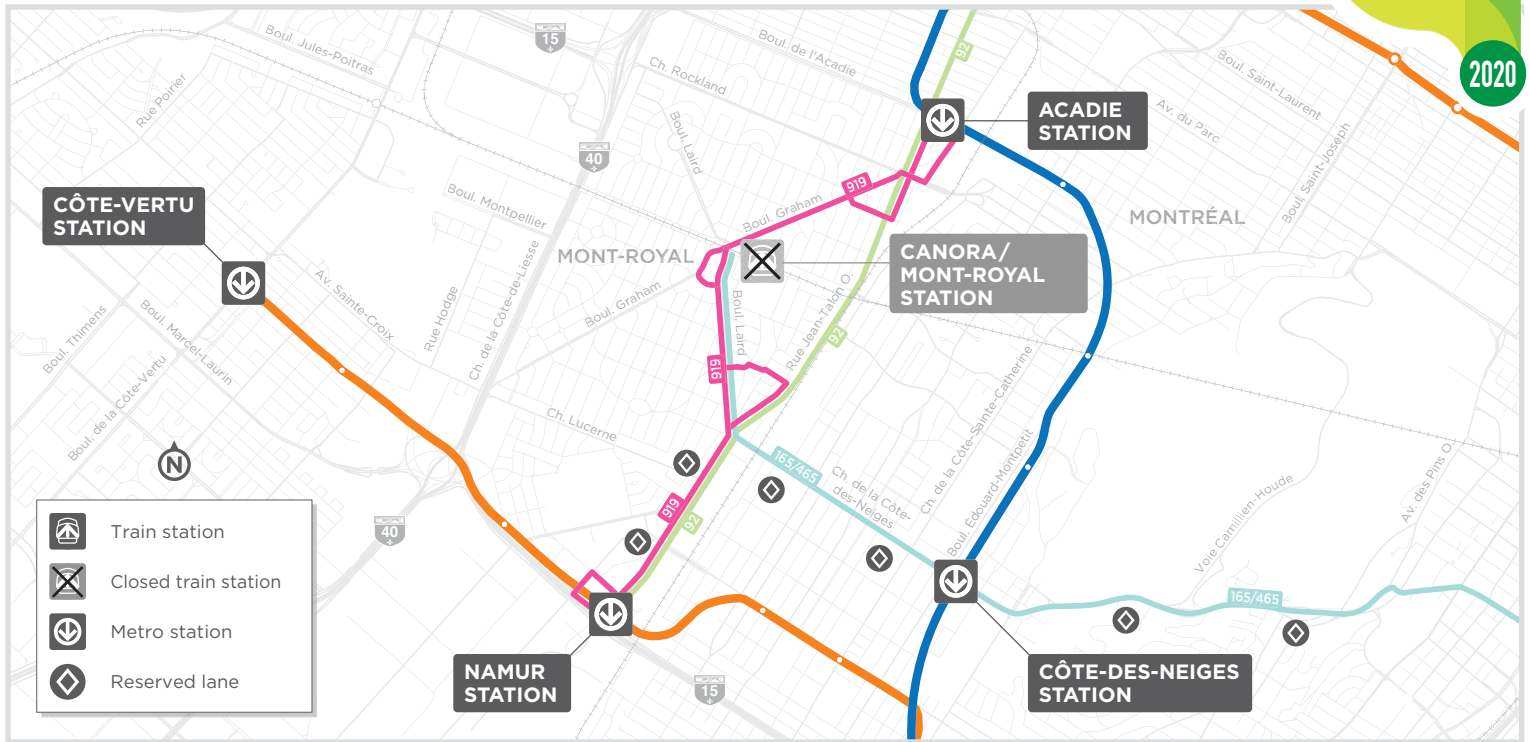 2020
Boul. Jules-Poitras
15
Boul. de l'Acadie
92
Ch. Rockland
Boul. Saint-Laurent
Rue Poirier
Av. du Parc
ACADIE
STATION
Boul. Laird
40
Boul. Saint-Joseph
919
CÔTE-VERTU
STATION
Boul. Montpellier
Boul. Graham
MONTRÉAL
MONT-ROYAL
CANORA/
MONT-ROYAL
STATION
Ch. de la Côte-de-Liesse
Av. Sainte-Croix
Boul. Graham
Boul. Laird
Rue Jean-Talon O.
92
Rue Hodge
Boul. Thimens
Boul. Marcel-Laurin
919
Boul. de la Côte-Vertu
Ch. Lucerne
Ch. de la Côte-Sainte-Catherine
165/465
Ch. de la Côte-
des-Neiges
Boul. Édouard-Montpetit
Av. des Pins O.
Voie Camilien-Houde
N
919
92
40
165/465
Train station
Closed train station
Metro station
Reserved lane
NAMUR
STATION
15
CÔTE-DES-NEIGES
STATION